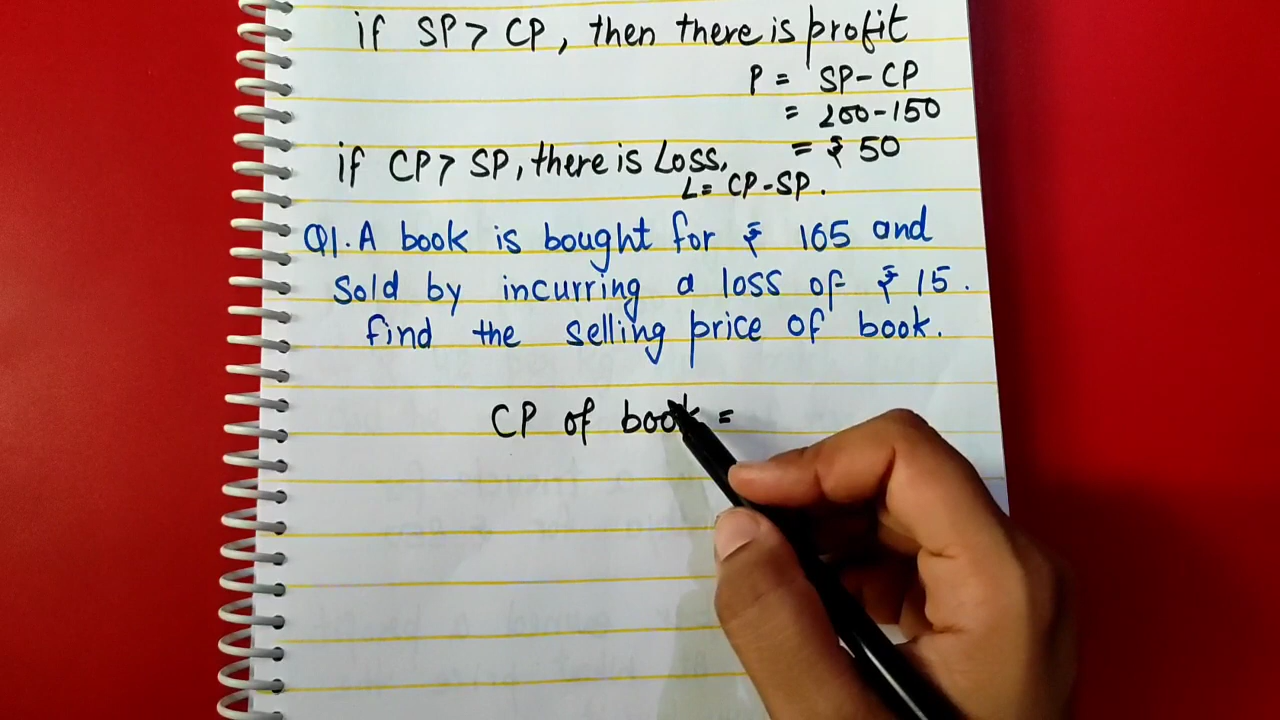 if SP > CP, then there is profit
P = SP - CP
= 200 - 150
= ₹ 50
if CP > SP, there is Loss,
L = CP - SP.
Q1. A book is bought for ₹ 165 and
Sold by incurring a loss of ₹ 15.
find the selling price of book.
CP of book =